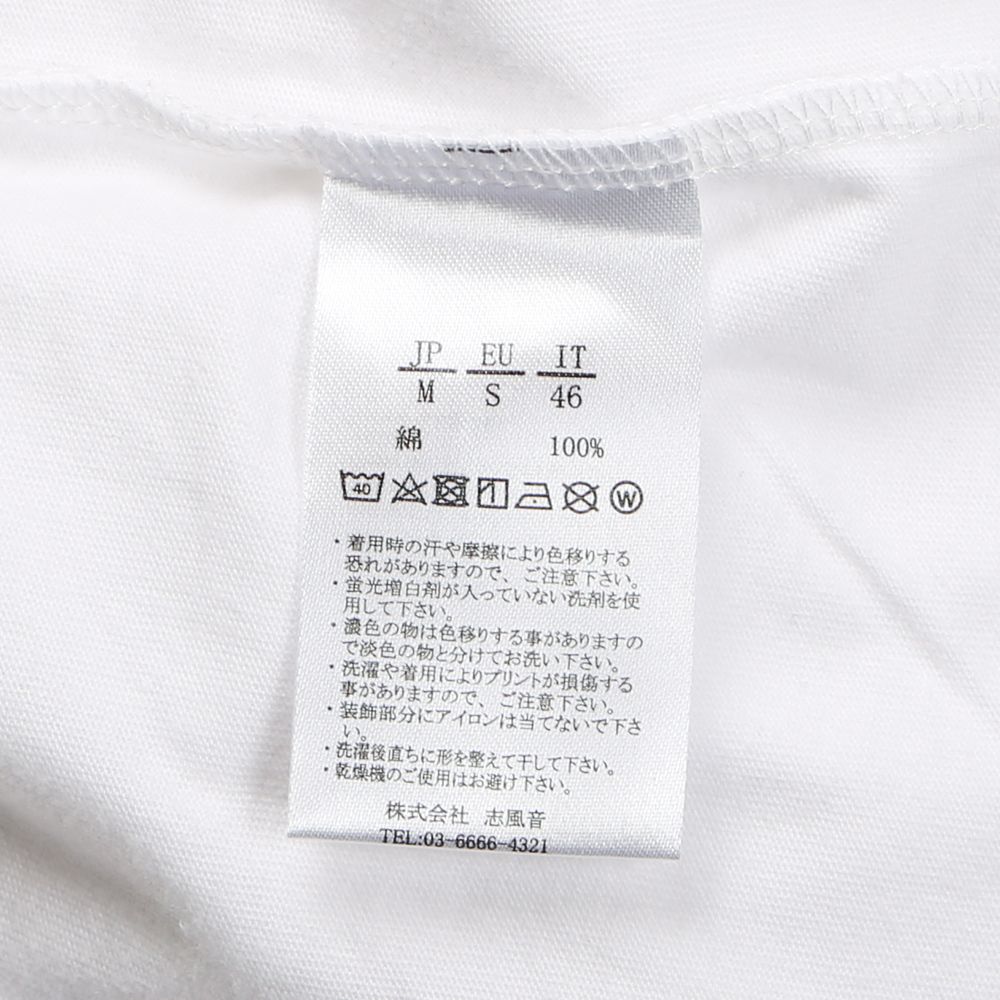 JP EU IT
M S 46
綿 100%
40 W
・着用時の汗や摩擦により色移りする
恐れがありますので、ご注意下さい。
・蛍光増白剤が入っていない洗剤を使
用して下さい。
・濃色の物は色移りする事がありますの
で淡色の物と分けてお洗い下さい。
・洗濯や着用によりプリントが損傷する
事がありますので、ご注意下さい。
・装飾部分にアイロンは当てないで下さ
い。
・洗濯後直ちに形を整えて干して下さい。
・乾燥機のご使用はお避け下さい。
株式会社 志風音
TEL:03-6666-4321